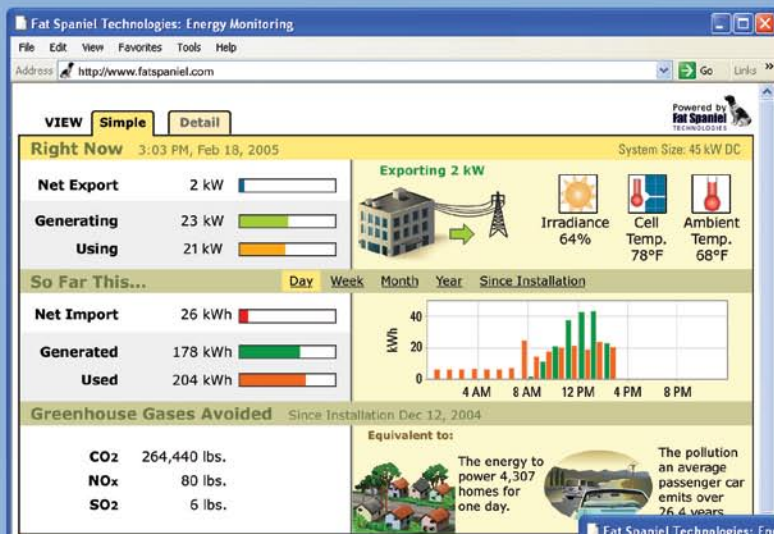 Fat Spaniel Technologies: Energy Monitoring
File Edit View Favorites Tools Help
Address http://www.fatspaniel.com Go Links »
VIEW Simple Detail
Powered by
Fat Spaniel
TECHNOLOGIES
Right Now 3:03 PM, Feb 18, 2005 System Size: 45 kW DC
Net Export 2 kW
Generating 23 kW
Using 21 kW
Exporting 2 kW
Irradiance
64%
Cell
Temp.
78°F
Ambient
Temp.
68°F
So Far This... Day Week Month Year Since Installation
Net Import 26 kWh
Generated 178 kWh
Used 204 kWh
kWh
40
20
0
4 AM 8 AM 12 PM 4 PM 8 PM
Greenhouse Gases Avoided Since Installation Dec 12, 2004
CO2 264,440 lbs.
NOx 80 lbs.
SO2 6 lbs.
Equivalent to:
The energy to
power 4,307
homes for
one day.
The pollution
an average
passenger car
emits over
26.4 years
Fat Spaniel Technologies: